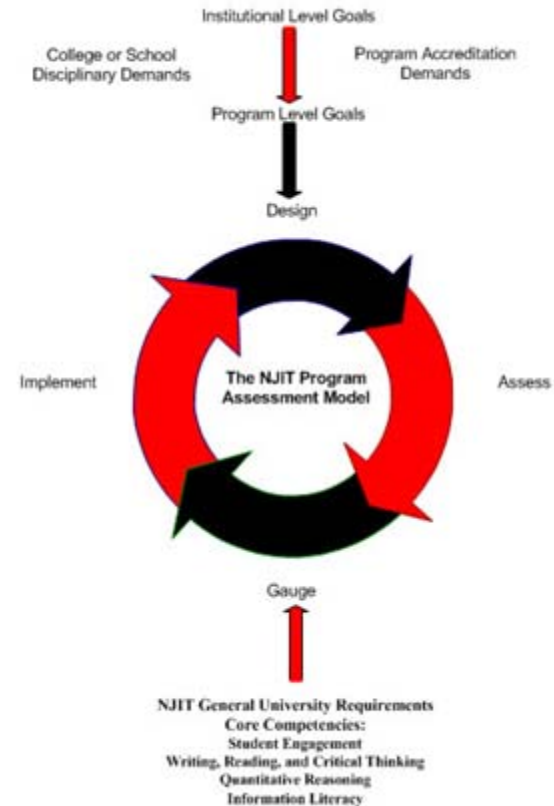 Institutional Level Goals
College or School
Disciplinary Demands
Program Accreditation
Demands
Program Level Goals
Design
Implement
The NJIT Program
Assessment Model
Assess
Gauge
NJIT General University Requirements
Core Competencies:
Student Engagement
Writing, Reading, and Critical Thinking
Quantitative Reasoning
Information Literacy